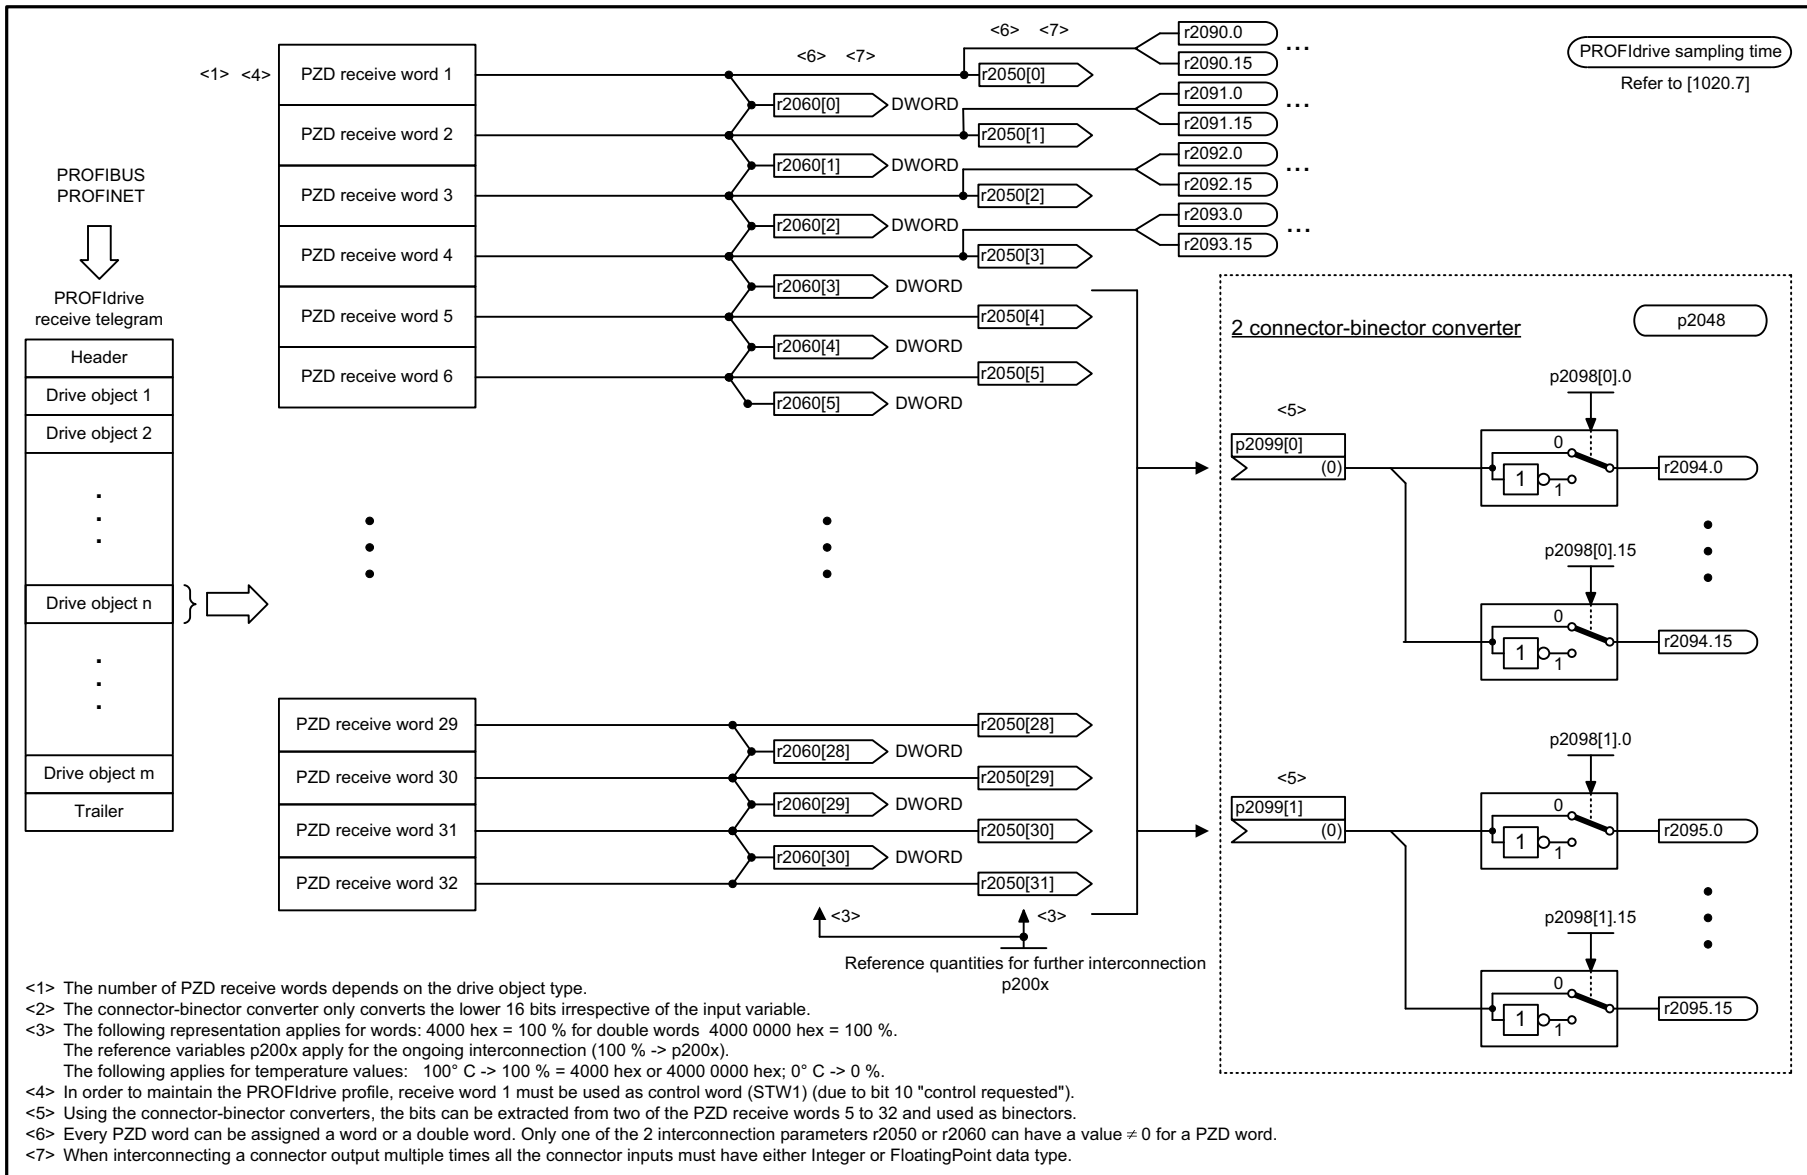 <6> <7>
r2090.0
...
r2090.15
PROFIdrive sampling time
Refer to [1020.7]
<1> <4>
PZD receive word 1
<6> <7>
r2050[0]
r2060[0] DWORD
r2091.0
...
r2091.15
PZD receive word 2
r2050[1]
r2060[1] DWORD
r2092.0
...
r2092.15
PROFIBUS
PROFINET
PZD receive word 3
r2050[2]
r2060[2] DWORD
r2093.0
...
r2093.15
PZD receive word 4
r2050[3]
r2060[3] DWORD
PROFIdrive
receive telegram
PZD receive word 5
r2050[4]
r2060[4] DWORD
PZD receive word 6
r2050[5]
r2060[5] DWORD
Header
Drive object 1
Drive object 2
Drive object n
Drive object m
Trailer
2 connector-binector converter
p2048
p2098[0].0
<5>
p2099[0]
(0)
0
1
1
r2094.0
p2098[0].15
0
1
1
r2094.15
PZD receive word 29
r2050[28]
r2060[28] DWORD
PZD receive word 30
r2050[29]
r2060[29] DWORD
PZD receive word 31
r2050[30]
r2060[30] DWORD
PZD receive word 32
r2050[31]
p2098[1].0
<5>
p2099[1]
(0)
0
1
1
r2095.0
p2098[1].15
0
1
1
r2095.15
<3>
<3>
Reference quantities for further interconnection
p200x
<1> The number of PZD receive words depends on the drive object type.
<2> The connector-binector converter only converts the lower 16 bits irrespective of the input variable.
<3> The following representation applies for words: 4000 hex = 100 % for double words 4000 0000 hex = 100 %.
The reference variables p200x apply for the ongoing interconnection (100 % -> p200x).
The following applies for temperature values: 100° C -> 100 % = 4000 hex or 4000 0000 hex; 0° C -> 0 %.
<4> In order to maintain the PROFIdrive profile, receive word 1 must be used as control word (STW1) (due to bit 10 "control requested").
<5> Using the connector-binector converters, the bits can be extracted from two of the PZD receive words 5 to 32 and used as binectors.
<6> Every PZD word can be assigned a word or a double word. Only one of the 2 interconnection parameters r2050 or r2060 can have a value ≠ 0 for a PZD word.
<7> When interconnecting a connector output multiple times all the connector inputs must have either Integer or FloatingPoint data type.